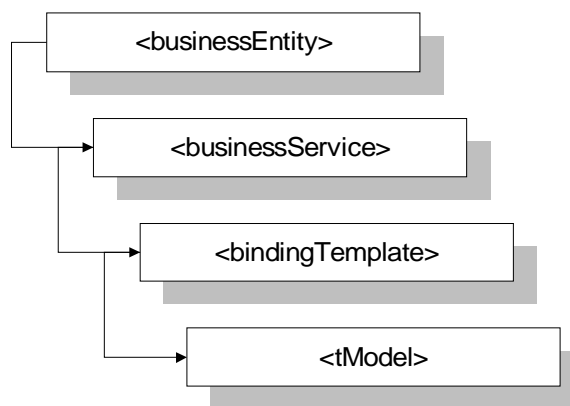 <businessEntity>
<businessService>
<bindingTemplate>
<tModel>